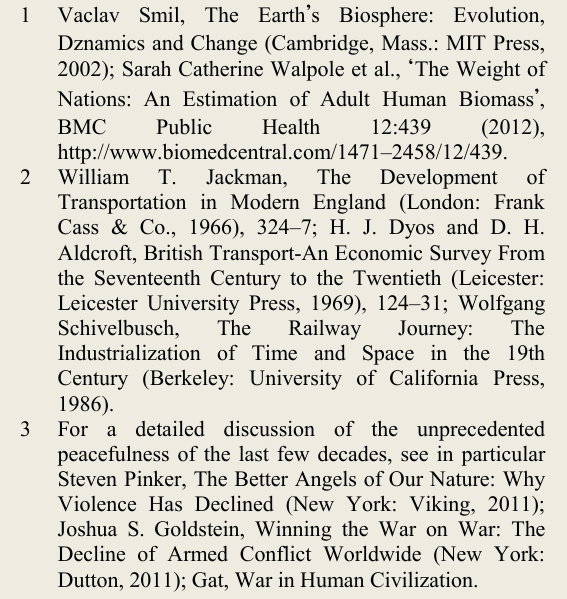 1 Vaclav Smil, The Earth’s Biosphere: Evolution,
Dznamics and Change (Cambridge, Mass.: MIT Press,
2002); Sarah Catherine Walpole et al., ‘The Weight of
Nations: An Estimation of Adult Human Biomass’,
BMC Public Health 12:439 (2012),
http://www.biomedcentral.com/1471–2458/12/439.
2 William T. Jackman, The Development of
Transportation in Modern England (London: Frank
Cass & Co., 1966), 324–7; H. J. Dyos and D. H.
Aldcroft, British Transport-An Economic Survey From
the Seventeenth Century to the Twentieth (Leicester:
Leicester University Press, 1969), 124–31; Wolfgang
Schivelbusch, The Railway Journey: The
Industrialization of Time and Space in the 19th
Century (Berkeley: University of California Press,
1986).
3 For a detailed discussion of the unprecedented
peacefulness of the last few decades, see in particular
Steven Pinker, The Better Angels of Our Nature: Why
Violence Has Declined (New York: Viking, 2011);
Joshua S. Goldstein, Winning the War on War: The
Decline of Armed Conflict Worldwide (New York:
Dutton, 2011); Gat, War in Human Civilization.